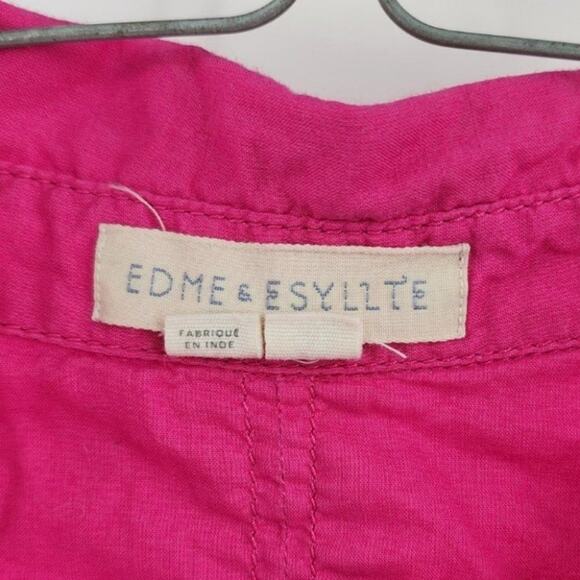 EDME & ESYLLTE
FABRIQUÉ
EN INDE